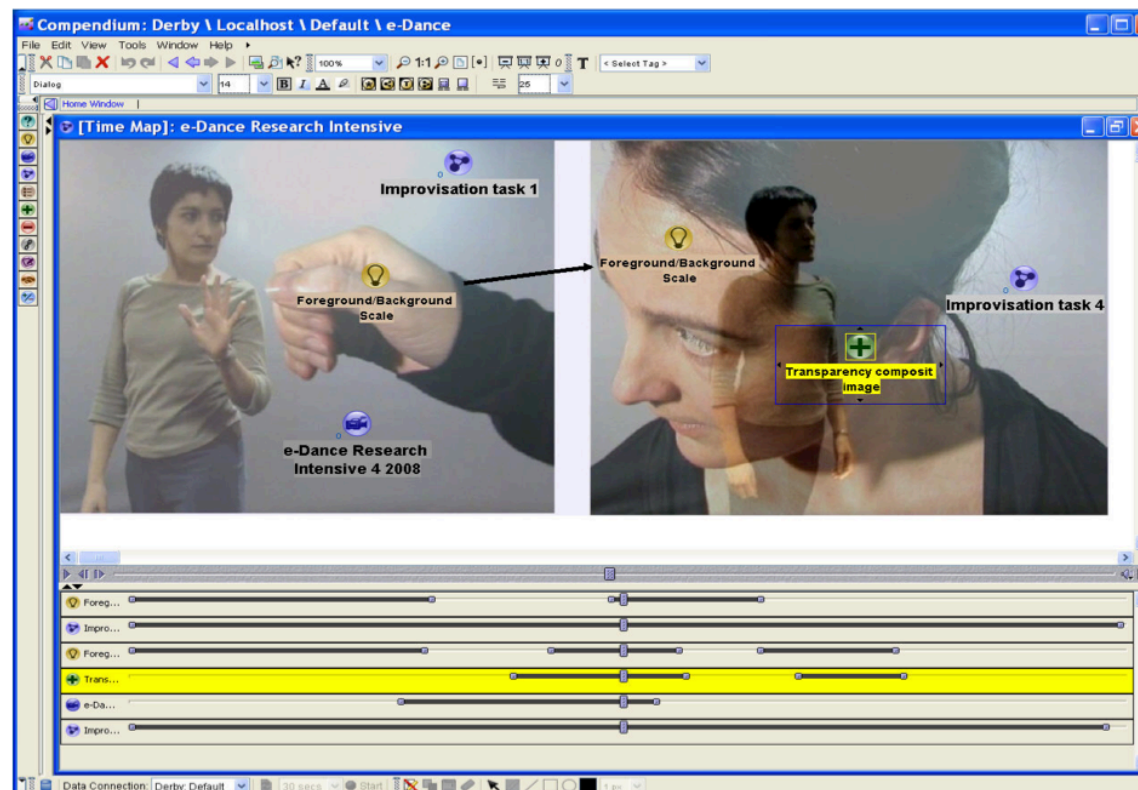 Compendium: Derby \ Localhost \ Default \ e-Dance
File Edit View Tools Window Help
100% 1:1 0 T < Select Tag >
Dialog 14 B I A 25
Home Window
[Time Map]: e-Dance Research Intensive
Improvisation task 1
Foreground/Background
Scale
e-Dance Research
Intensive 4 2008
Foreground/Background
Scale
Improvisation task 4
Transparency composit
image
Foreg...
Impro...
Foreg...
Trans...
e-Da...
Impro...
Data Connection: Derby: Default 30 secs Start 1 px